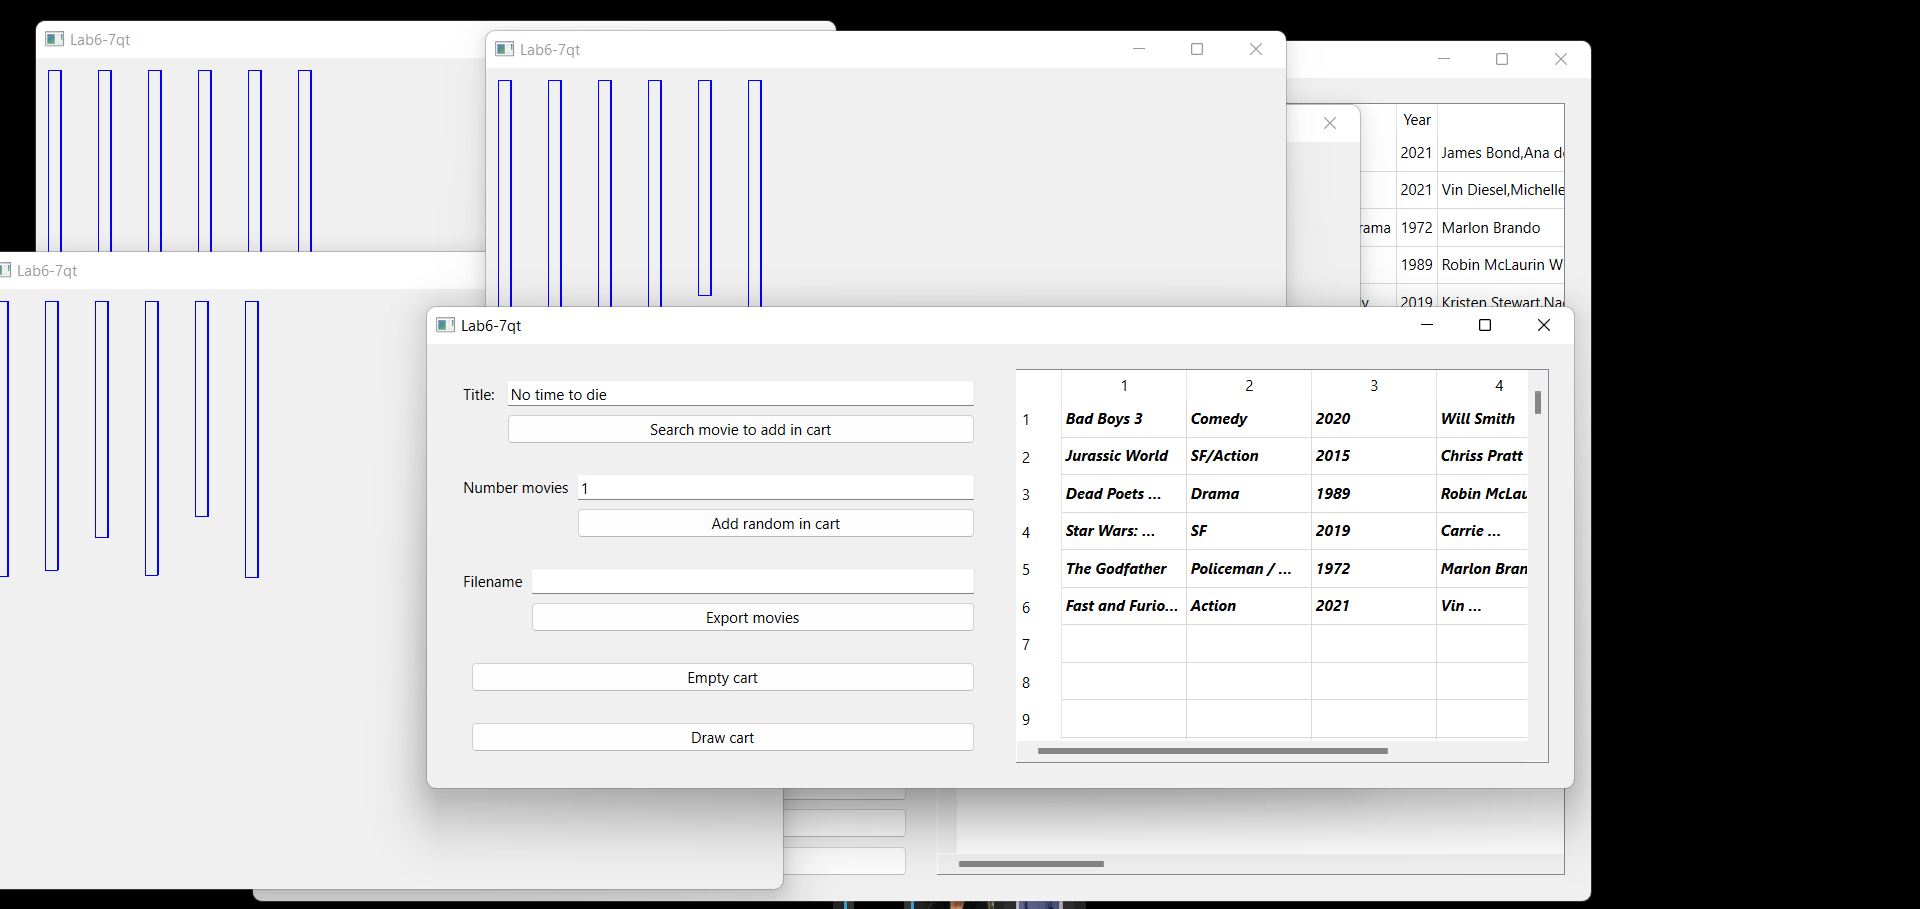 Lab6-7qt
Lab6-7qt
Year
2021 James Bond,Ana
2021 Vin Diesel,Michelle
1972 Marlon Brando
1989 Robin McLaurin
2019 Kristen
Lab6-7qt
Lab6-7qt
Title: No time to die
Search movie to add in cart
Number movies 1
Add random in cart
Filename
Export movies
Empty cart
Draw cart
1 2 3 4
1 Bad Boys 3 Comedy 2020 Will Smith
2 Jurassic World SF/Action 2015 Chriss Pratt
3 Dead Poets ... Drama 1989 Robin
4 Star Wars: ... SF 2019 Carrie ...
5 The Godfather Policeman / ... 1972 Marlon
6 Fast and Furio... Action 2021 Vin ...
7
8
9